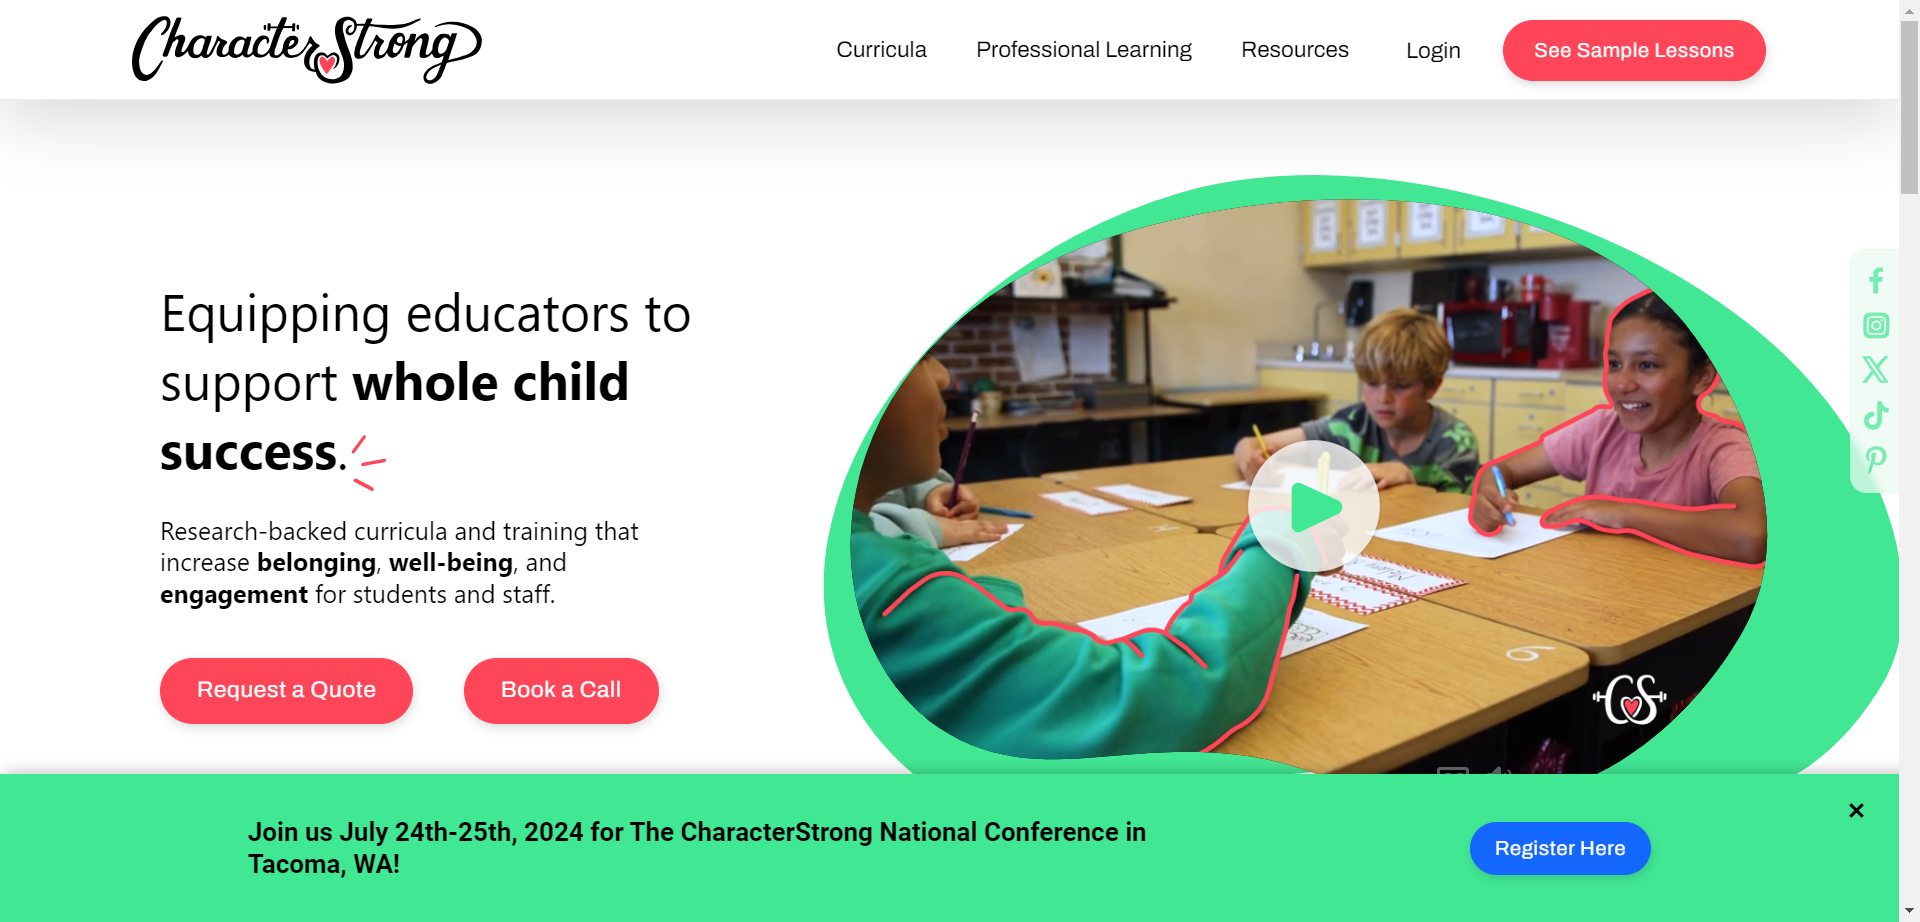 CharacterStrong
Curricula
Professional Learning
Resources
Login
See Sample Lessons
Equipping educators to
support whole child
success.
Research-backed curricula and training that
increase belonging, well-being, and
engagement for students and staff.
Request a Quote
Book a Call
6
CS
Join us July 24th-25th, 2024 for The CharacterStrong National Conference in
Tacoma, WA!
Register Here